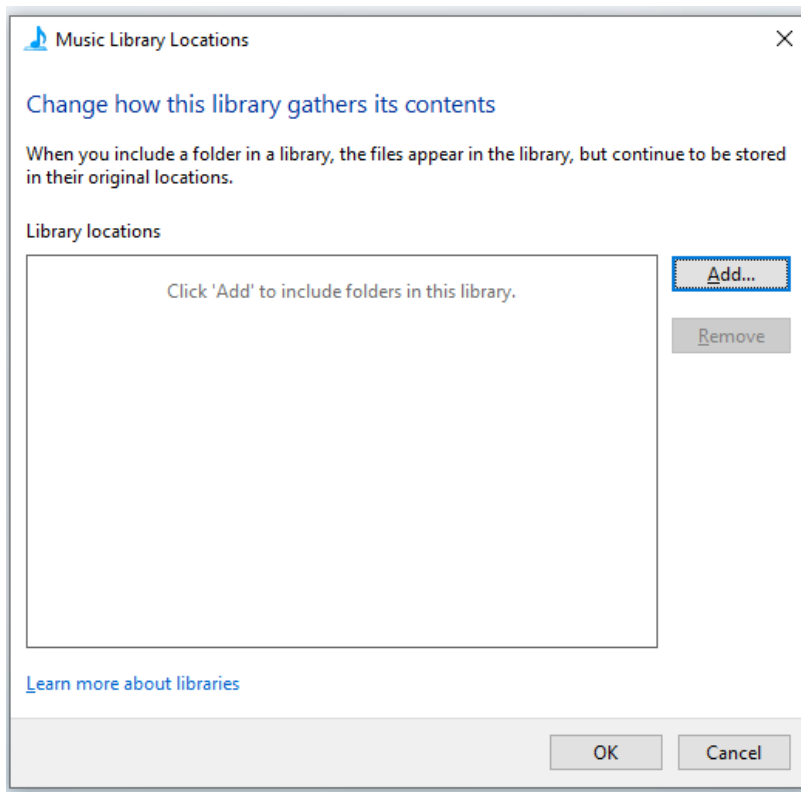 Music Library Locations
Change how this library gathers its contents
When you include a folder in a library, the files appear in the library, but continue to be stored
in their original locations.
Library locations
Click 'Add' to include folders in this library.
Add...
Remove
Learn more about libraries
OK
Cancel